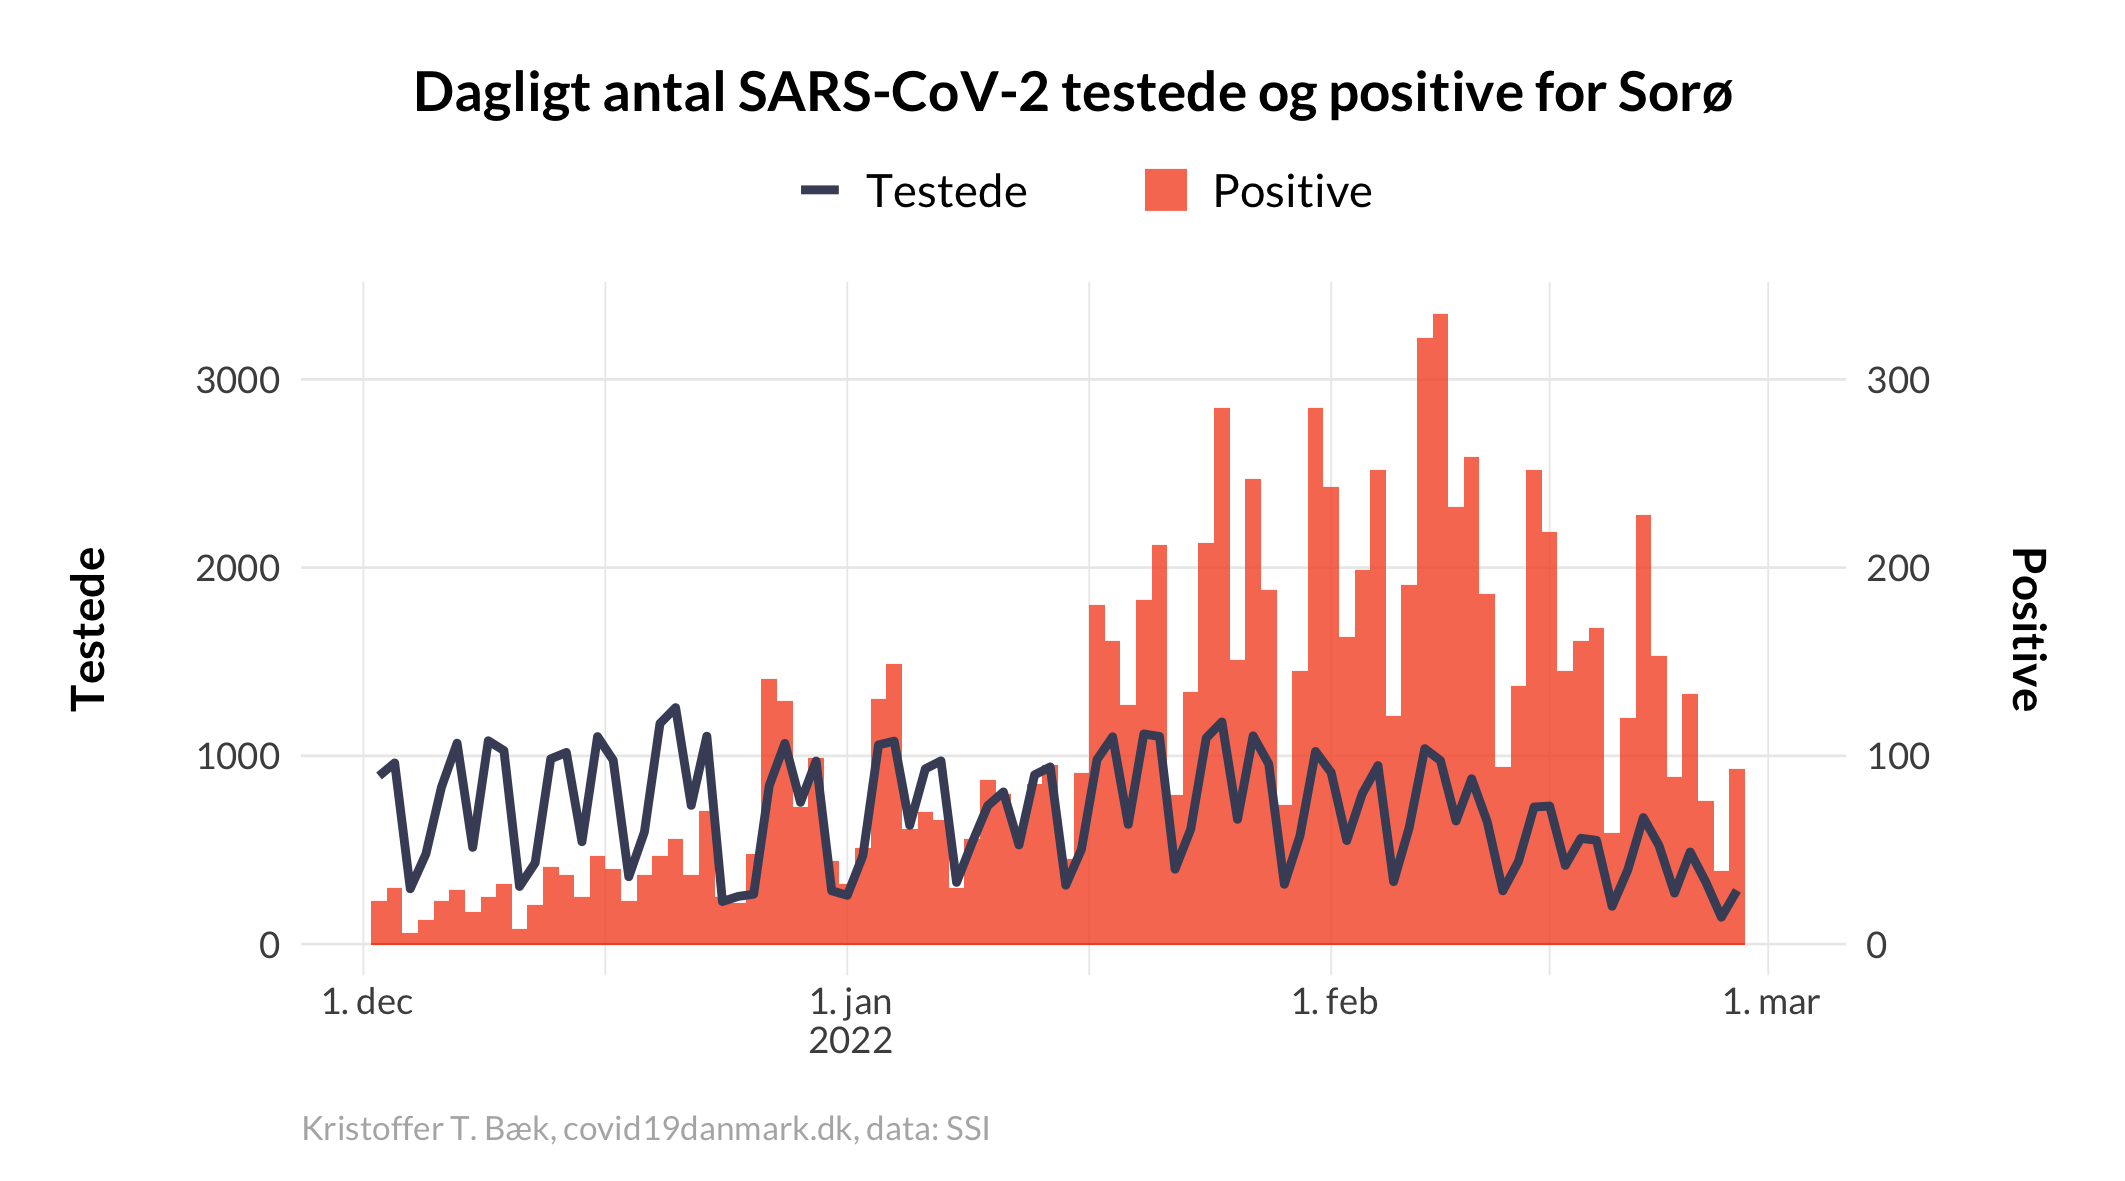 Dagligt antal SARS-CoV-2 testede og positive for Sorø
Testede Positive
3000 300
2000 200
1000 100
0 0
Testede
Positive
1. dec 1. jan 1. feb 1. mar
2022
Kristoffer T. Bæk, covid19danmark.dk, data: SSI